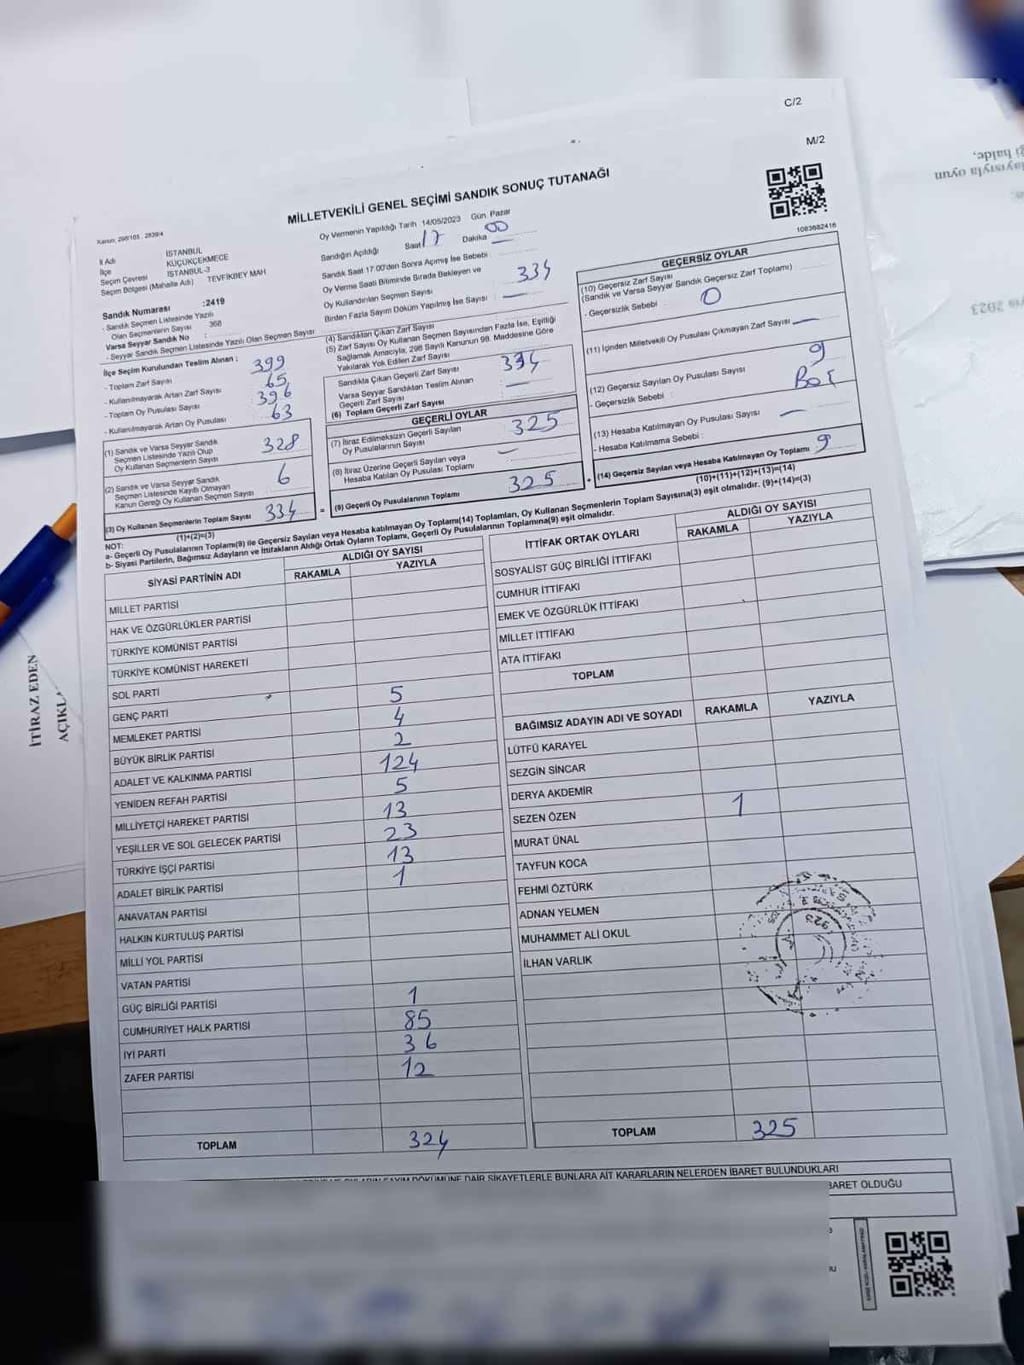 C/2
M/2
MİLLETVEKİLİ GENEL SEÇİMİ SANDIK SONUÇ TUTANAĞI
1083682416
Oy Vermenin Yapıldığı Tarih 14/05/2023 Gün. Pazar
Sandığın Açıldığı Saat 17 Dakika 00
Sandık Saat 17:00'den Sonra Açılmış İse Sebebi
Oy Verme Saati Bitiminde Sırada Bekleyen ve
Oy Kullandırılan Seçmen Sayısı 334
Birden Fazla Sayım Döküm Yapılmış İse Sayısı :
İl Adı İSTANBUL
İlçe KÜÇÜKÇEKMECE
Seçim Çevresi İSTANBUL-3
Seçim Bölgesi (Mahalle Adı) TEVFİKBEY MAH
Sandık Numarası :2419
- Sandık Seçmen Listesinde Yazılı
Olan Seçmenlerin Sayısı : 368
Varsa Seyyar Sandık No :
- Seyyar Sandık Seçmen Listesinde Yazılı Olan Seçmen Sayısı
İlçe Seçim Kurulundan Teslim Alınan :
- Toplam Zarf Sayısı 399
- Kullanılmayarak Artan Zarf Sayısı 65
- Toplam Oy Pusulası Sayısı 396
- Kullanılmayarak Artan Oy Pusulası 63
(1) Sandık ve Varsa Seyyar Sandık
Seçmen Listesinde Yazılı Olup
Oy Kullanan Seçmenlerin Sayısı 328
(2) Sandık ve Varsa Seyyar Sandık
Seçmen Listesinde Kayıtlı Olmayan
Kanun Gereği Oy Kullanan Seçmen Sayısı 6
(3) Oy Kullanan Seçmenlerin Toplam Sayısı 334
(1)+(2)=(3)
(4) Sandıktan Çıkan Zarf Sayısı
(5) Zarf Sayısı Oy Kullanan Seçmen Sayısından Fazla İse, Eşitliği
Sağlamak Amacıyla, 298 Sayılı Kanunun 98. Maddesine Göre
Yakılarak Yok Edilen Zarf Sayısı
Sandıkta Çıkan Geçerli Zarf Sayısı 334
Varsa Seyyar Sandıktan Teslim Alınan
Geçerli Zarf Sayısı
(6) Toplam Geçerli Zarf Sayısı
GEÇERLİ OYLAR
(7) İtiraz Edilmeksizin Geçerli Sayılan
Oy Pusulalarının Sayısı 325
(8) İtiraz Üzerine Geçerli Sayılan veya
Hesaba Katılan Oy Pusulası Toplamı
= (9) Geçerli Oy Pusulalarının Toplamı 325
GEÇERSİZ OYLAR
(10) Geçersiz Zarf Sayısı
(Sandık ve Varsa Seyyar Sandık Geçersiz Zarf Toplamı)
- Geçersizlik Sebebi : 0
(11) İçinden Milletvekili Oy Pusulası Çıkmayan Zarf Sayısı
(12) Geçersiz Sayılan Oy Pusulası Sayısı 9
- Geçersizlik Sebebi : Boş
(13) Hesaba Katılmayan Oy Pusulası Sayısı
- Hesaba Katılmama Sebebi :
+ (14) Geçersiz Sayılan veya Hesaba Katılmayan Oy Toplamı 9
(10)+(11)+(12)+(13)=(14)
NOT:
a- Geçerli Oy Pusulalarının Toplamı(9) ile Geçersiz Sayılan veya Hesaba katılmayan Oy Toplamı(14) Toplamları, Oy Kullanan Seçmenlerin Toplam Sayısına(3) eşit olmalıdır. (9)+(14)=(3)
b- Siyasi Partilerin, Bağımsız Adayların ve İttifakların Aldığı Ortak Oyların Toplamı, Geçerli Oy Pusulalarının Toplamına(9) eşit olmalıdır.
SİYASİ PARTİNİN ADI ALDIĞI OY SAYISI
RAKAMLA YAZIYLA
MİLLET PARTİSİ
HAK VE ÖZGÜRLÜKLER PARTİSİ
TÜRKİYE KOMÜNİST PARTİSİ
TÜRKİYE KOMÜNİST HAREKETİ
SOL PARTİ
GENÇ PARTİ 5
MEMLEKET PARTİSİ 4
BÜYÜK BİRLİK PARTİSİ 2
ADALET VE KALKINMA PARTİSİ 124
YENİDEN REFAH PARTİSİ 5
MİLLİYETÇİ HAREKET PARTİSİ 13
YEŞİLLER VE SOL GELECEK PARTİSİ 23
TÜRKİYE İŞÇİ PARTİSİ 13
ADALET BİRLİK PARTİSİ 1
ANAVATAN PARTİSİ
HALKIN KURTULUŞ PARTİSİ
MİLLİ YOL PARTİSİ
VATAN PARTİSİ
GÜÇ BİRLİĞİ PARTİSİ 1
CUMHURİYET HALK PARTİSİ 85
İYİ PARTİ 36
ZAFER PARTİSİ 12
TOPLAM 324
İTTİFAK ORTAK OYLARI ALDIĞI OY SAYISI
RAKAMLA YAZIYLA
SOSYALİST GÜÇ BİRLİĞİ İTTİFAKI
CUMHUR İTTİFAKI
EMEK VE ÖZGÜRLÜK İTTİFAKI
MİLLET İTTİFAKI
ATA İTTİFAKI
TOPLAM
BAĞIMSIZ ADAYIN ADI VE SOYADI RAKAMLA YAZIYLA
LÜTFÜ KARAYEL
SEZGİN SİNCAR
DERYA AKDEMİR
SEZEN ÖZEN 1
MURAT ÜNAL
TAYFUN KOCA
FEHMİ ÖZTÜRK
ADNAN YELMEN
MUHAMMET ALİ OKUL
İLHAN VARLIK
TOPLAM 325
DAİR ŞİKAYETLERLE BUNLARA AİT KARARLARIN NELERDEN İBARET BULUNDUKLARI
İBARET OLDUĞU
İTİRAZ EDEN
2023